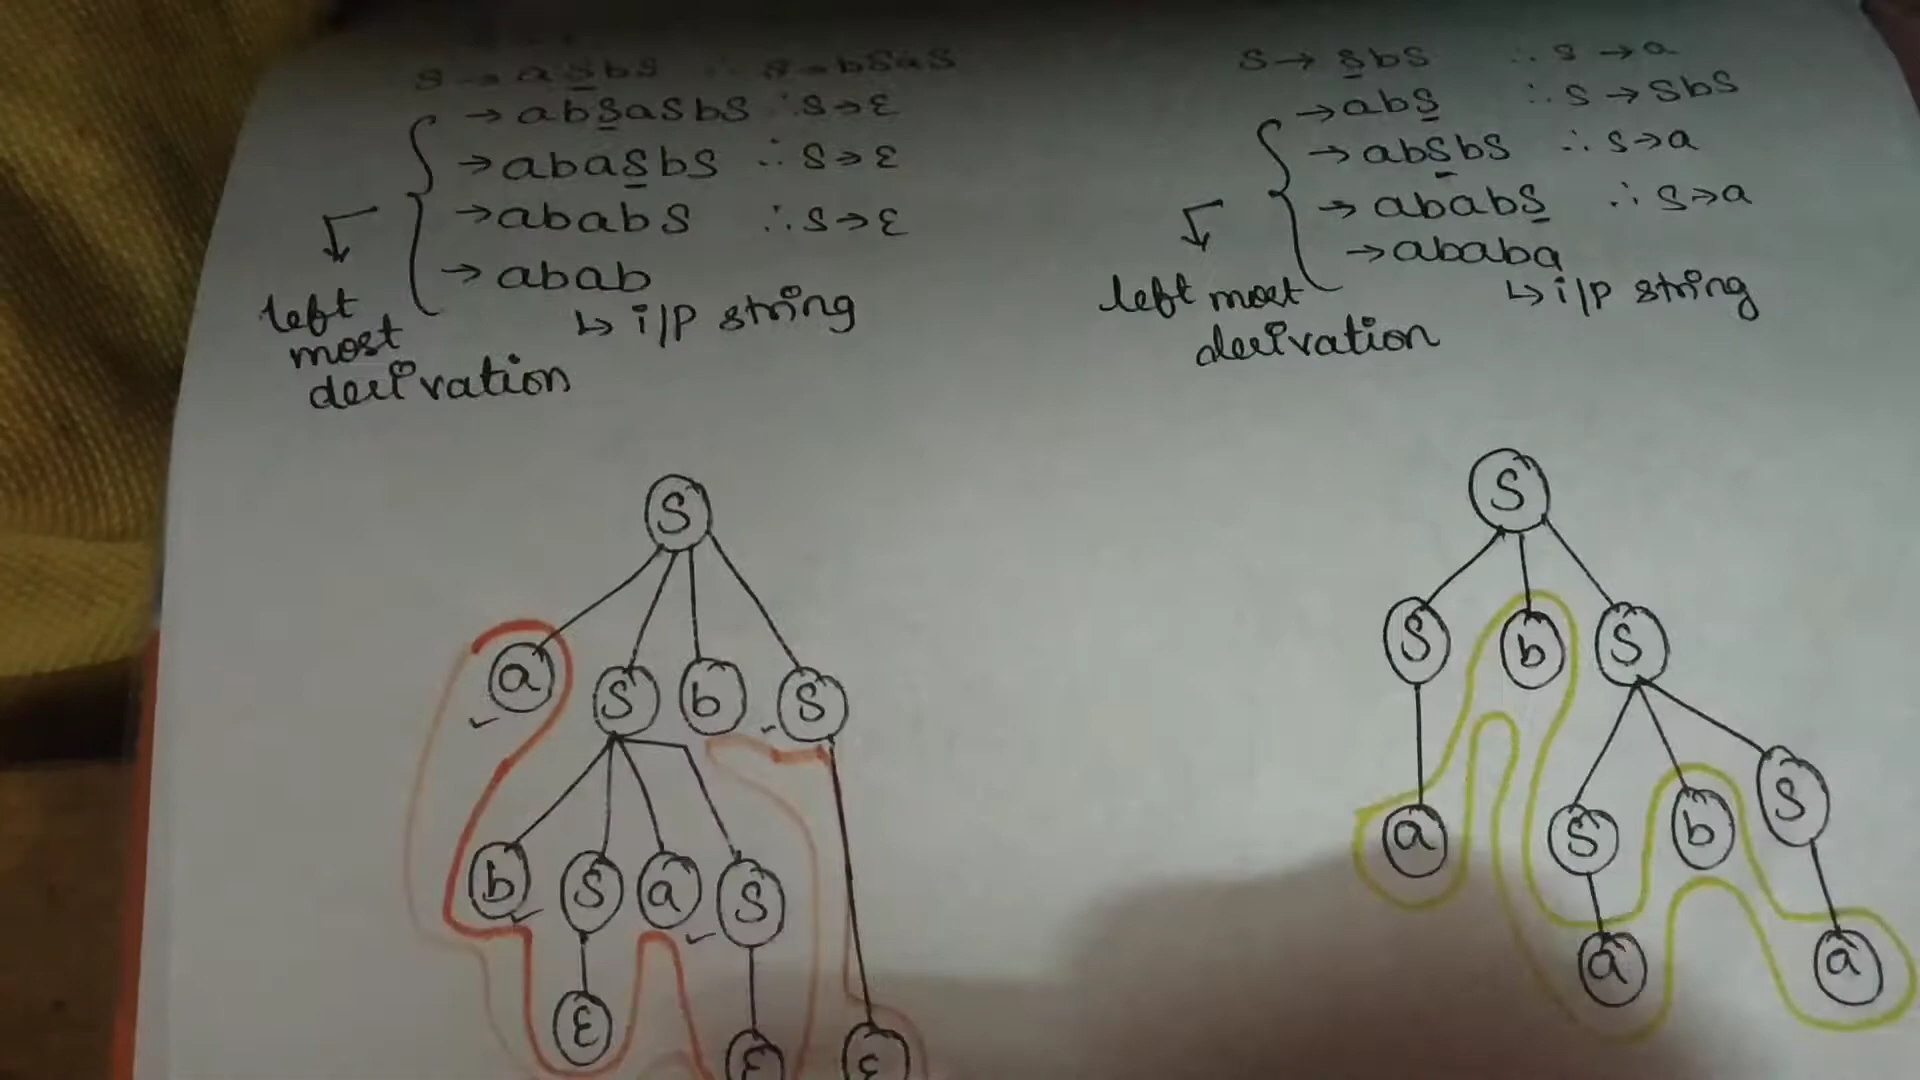 S → aSbS ∴ S → bSaS
→ abSaSbS ∴ S → ε
→ abaSbS ∴ S → ε
→ ababS ∴ S → ε
→ abab
↳ i/p string
left
most
derivation
S
a S b S
b S a S
ε ε ε
S → SbS ∴ S → a
→ abS ∴ S → SbS
→ abSbS ∴ S → a
→ ababS ∴ S → a
→ ababa
↳ i/p string
left most
derivation
S
S b S
a S b S
a a